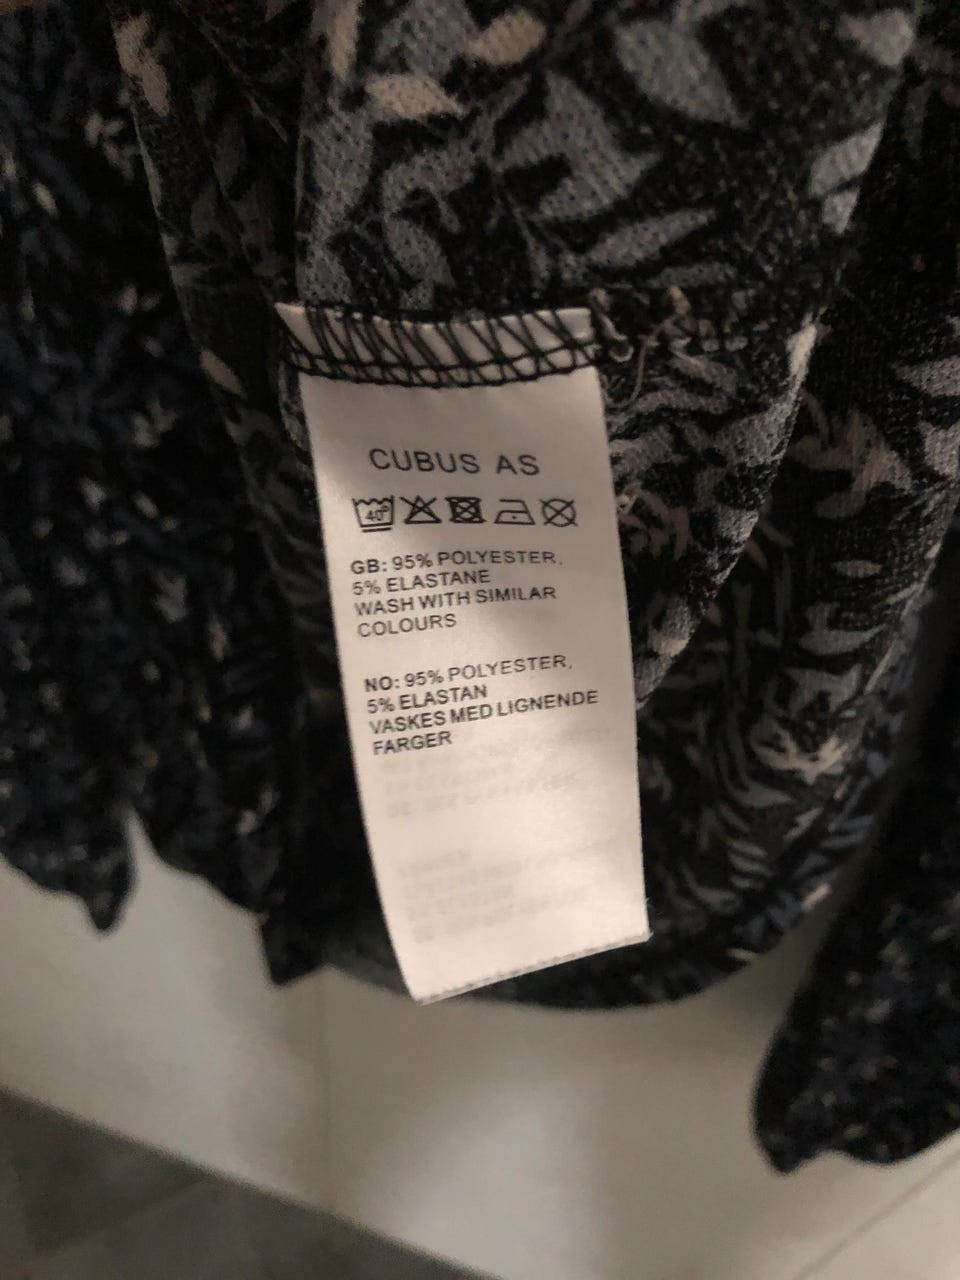 CUBUS AS
40°
GB: 95% POLYESTER,
5% ELASTANE
WASH WITH SIMILAR
COLOURS
NO: 95% POLYESTER,
5% ELASTAN
VASKES MED LIGNENDE
FARGER